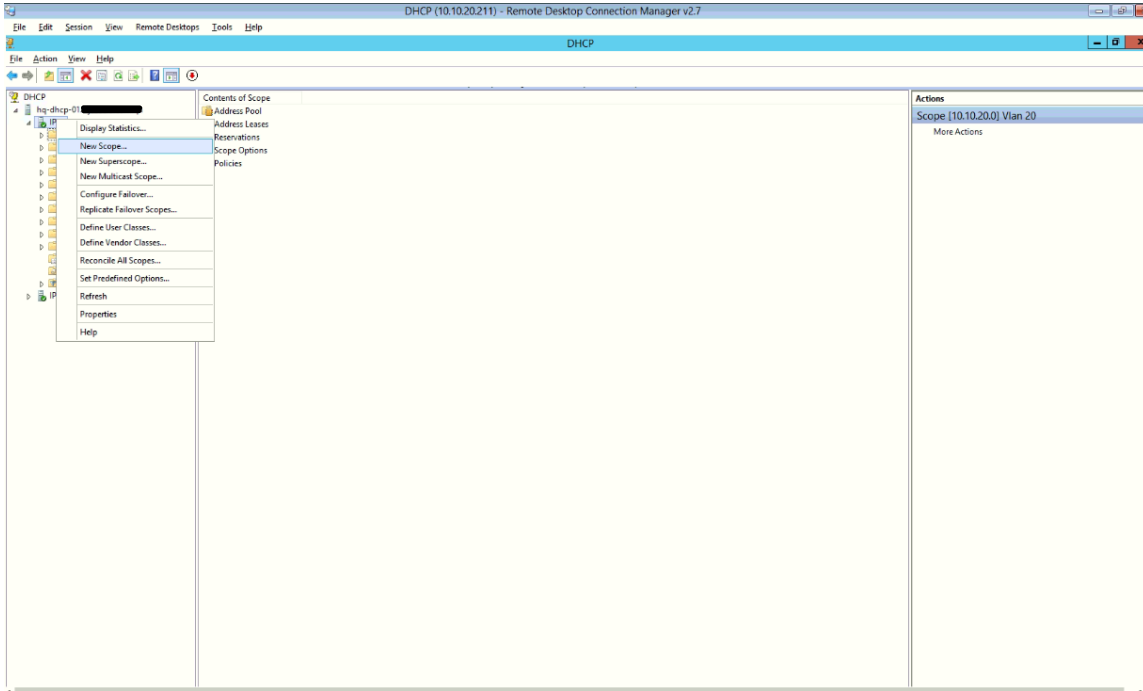 DHCP (10.10.20.211) - Remote Desktop Connection Manager v2.7
File Edit Session View Remote Desktops Tools Help
DHCP
File Action View Help
DHCP
hq-dhcp-01
IP
Display Statistics...
New Scope...
New Superscope...
New Multicast Scope...
Configure Failover...
Replicate Failover Scopes...
Define User Classes...
Define Vendor Classes...
Reconcile All Scopes...
Set Predefined Options...
Refresh
Properties
Help
IP
Contents of Scope
Address Pool
Address Leases
Reservations
Scope Options
Policies
Actions
Scope [10.10.20.0] Vlan 20
More Actions